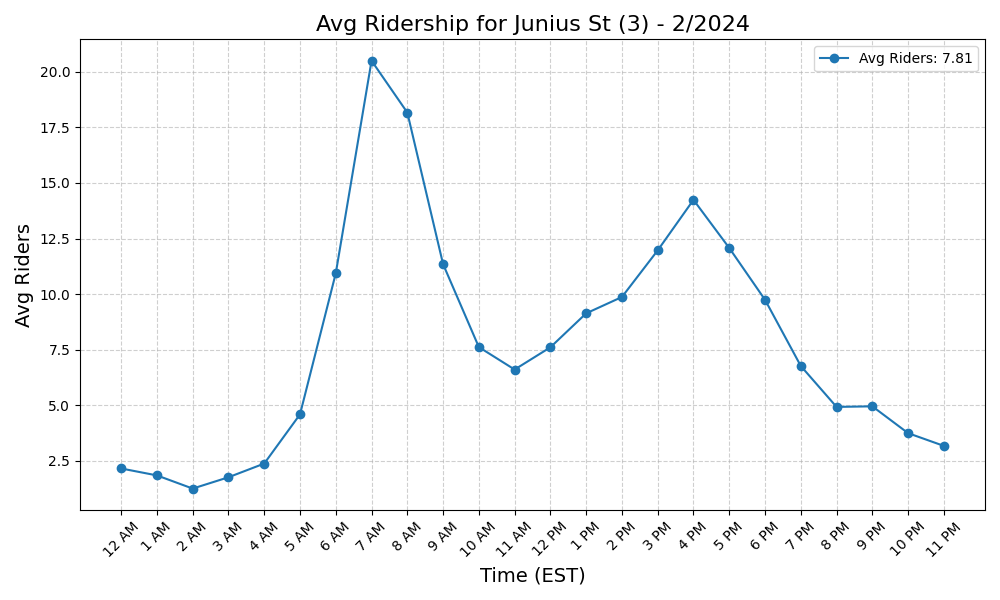 Avg Ridership for Junius St (3) - 2/2024
Avg Riders: 7.81
Avg Riders
20.0
17.5
15.0
12.5
10.0
7.5
5.0
2.5
12 AM
1 AM
2 AM
3 AM
4 AM
5 AM
6 AM
7 AM
8 AM
9 AM
10 AM
11 AM
12 PM
1 PM
2 PM
3 PM
4 PM
5 PM
6 PM
7 PM
8 PM
9 PM
10 PM
11 PM
Time (EST)